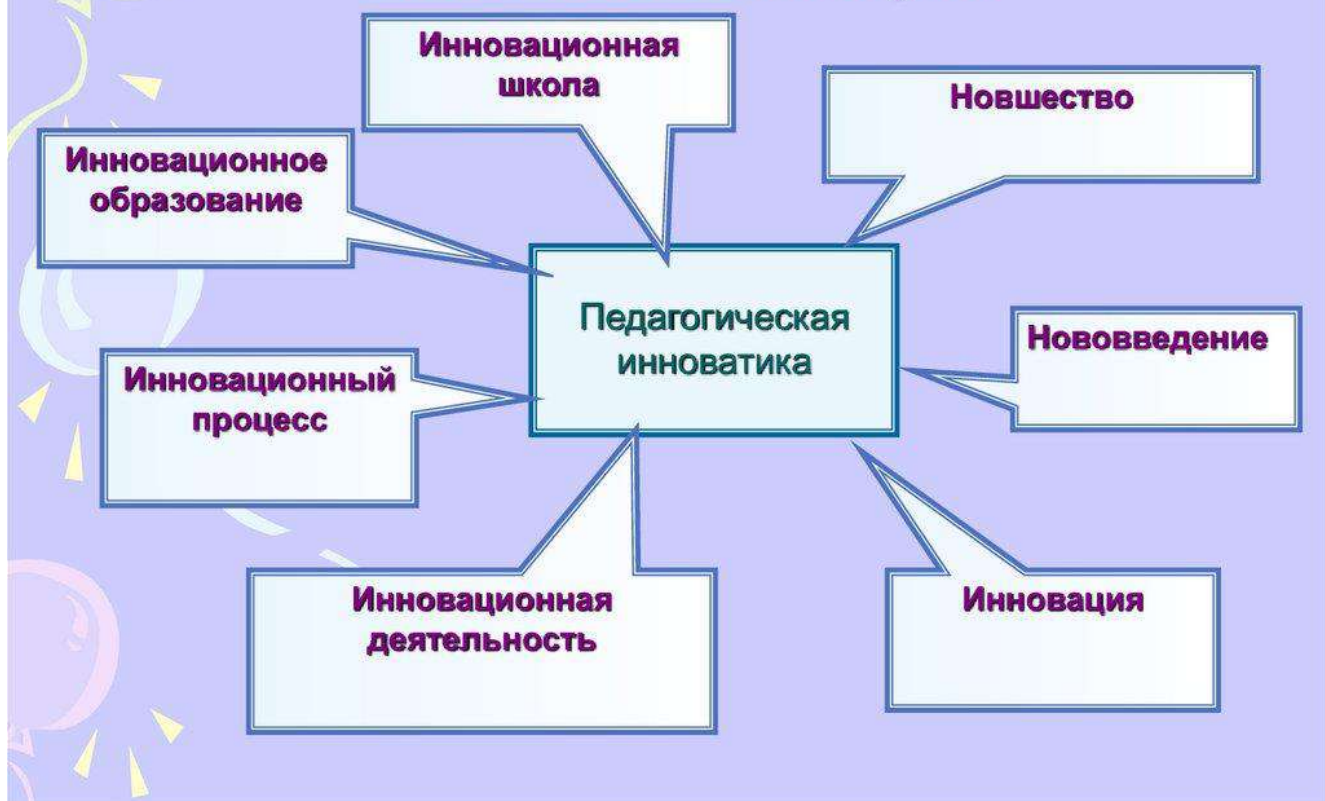 Инновационная
школа
Новшество
Инновационное
образование
Педагогическая
инноватика
Нововведение
Инновационный
процесс
Инновационная
деятельность
Инновация